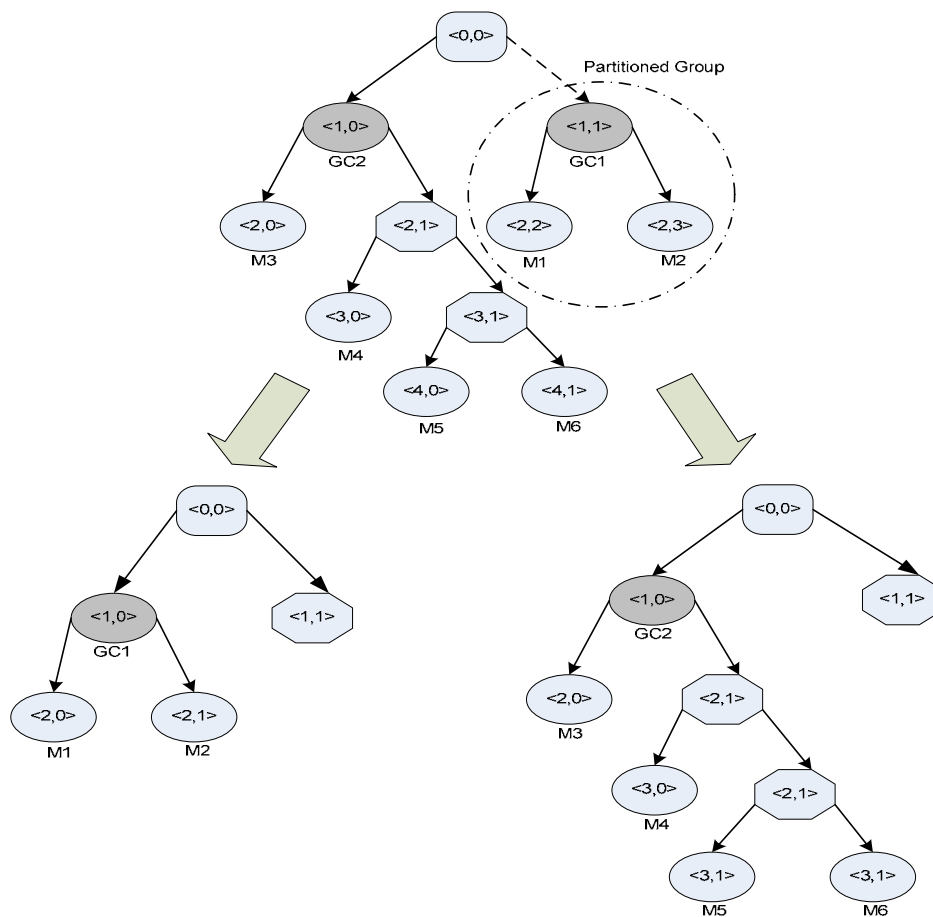 <0,0>
Partitioned Group
<1,0>
GC2
<1,1>
GC1
<2,0>
M3
<2,1>
<2,2>
M1
<2,3>
M2
<3,0>
M4
<3,1>
<4,0>
M5
<4,1>
M6
<0,0>
<1,0>
GC1
<1,1>
<2,0>
M1
<2,1>
M2
<0,0>
<1,0>
GC2
<1,1>
<2,0>
M3
<2,1>
<3,0>
M4
<2,1>
<3,1>
M5
<3,1>
M6